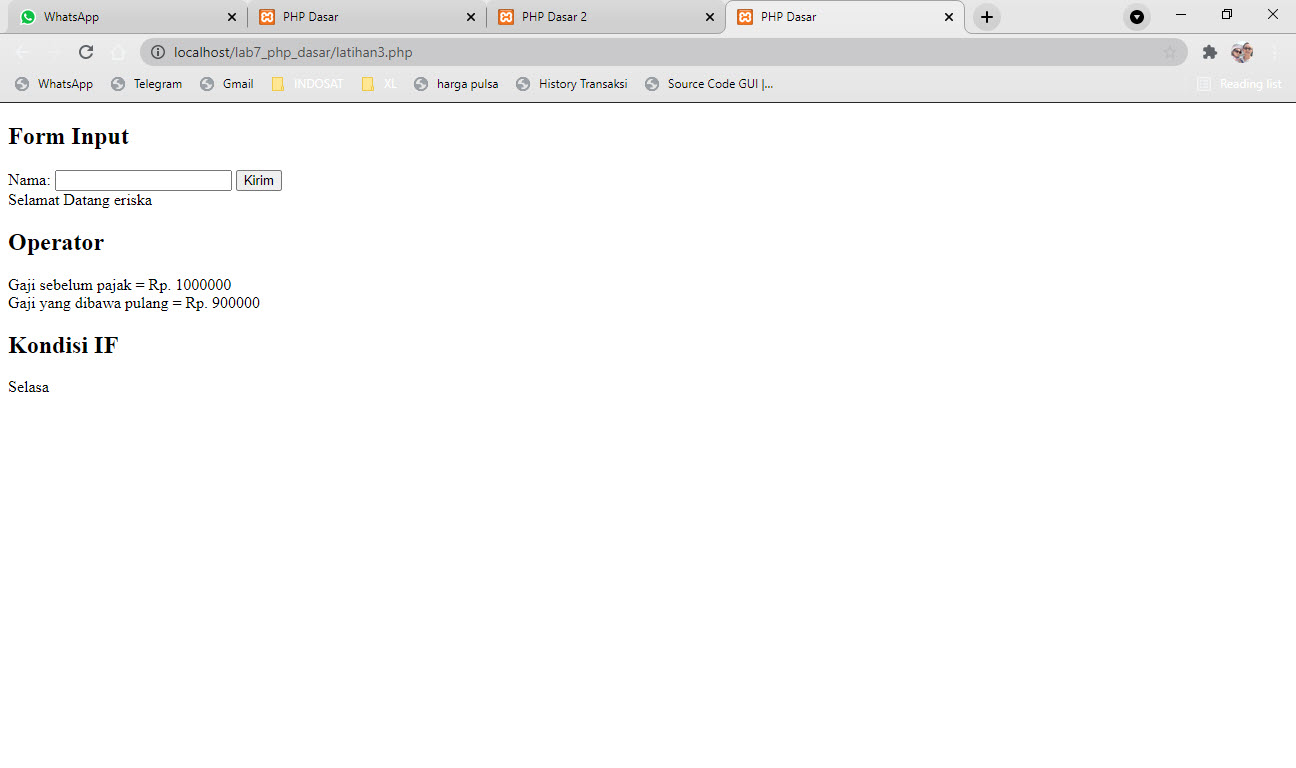 WhatsApp PHP Dasar PHP Dasar 2 PHP Dasar
localhost/lab7_php_dasar/latihan3.php
WhatsApp Telegram Gmail INDOSAT XL harga pulsa History Transaksi Source Code GUI |... Reading list
Form Input
Nama: Kirim
Selamat Datang eriska
Operator
Gaji sebelum pajak = Rp. 1000000
Gaji yang dibawa pulang = Rp. 900000
Kondisi IF
Selasa